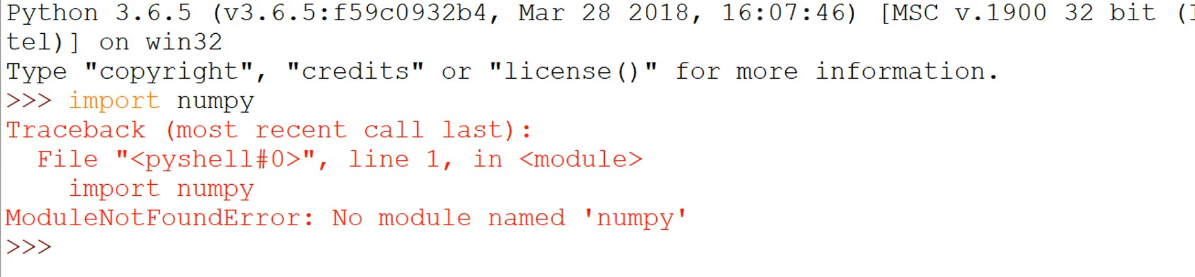 Python 3.6.5 (v3.6.5:f59c0932b4, Mar 28 2018, 16:07:46) [MSC v.1900 32 bit (
tel)] on win32
Type "copyright", "credits" or "license()" for more information.
>>> import numpy
Traceback (most recent call last):
  File "<pyshell#0>", line 1, in <module>
    import numpy
ModuleNotFoundError: No module named 'numpy'
>>>